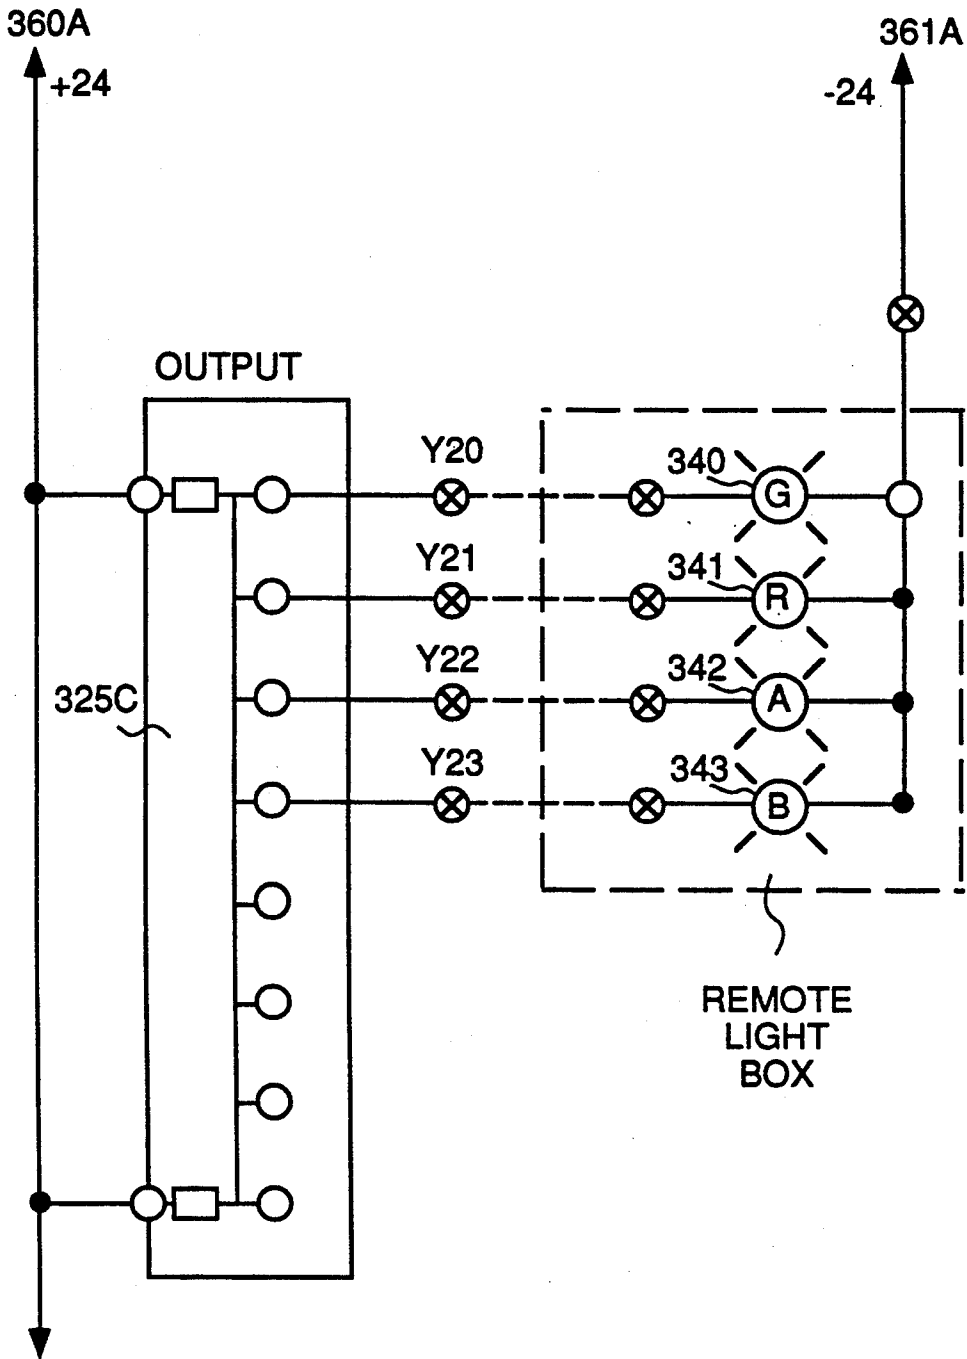 360A
361A
+24
-24
OUTPUT
Y20
340
G
Y21
341
R
325C
Y22
342
A
Y23
343
B
REMOTE
LIGHT
BOX